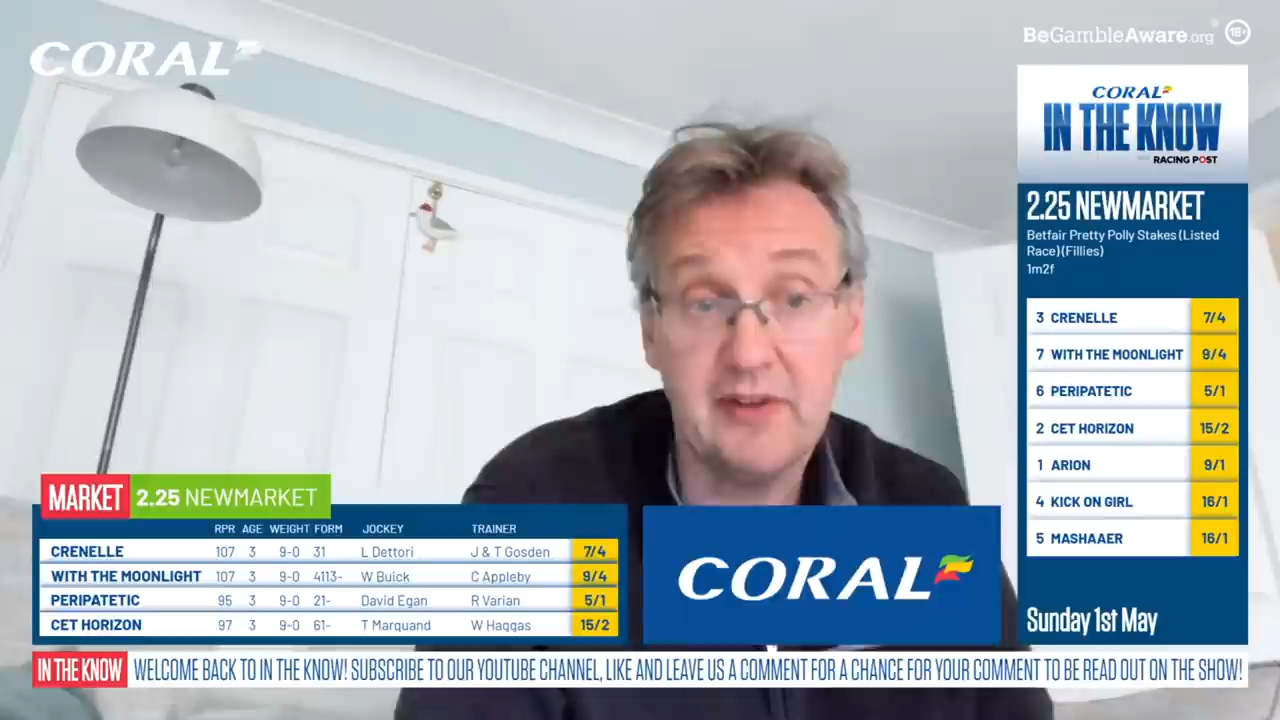 CORAL
BeGambleAware.org 18+
CORAL
IN THE KNOW
RACING POST
2.25 NEWMARKET
Betfair Pretty Polly Stakes (Listed
Race) (Fillies)
1m2f
3 CRENELLE 7/4
7 WITH THE MOONLIGHT 9/4
6 PERIPATETIC 5/1
2 CET HORIZON 15/2
1 ARION 9/1
4 KICK ON GIRL 16/1
5 MASHAAER 16/1
Sunday 1st May
MARKET 2.25 NEWMARKET
RPR AGE WEIGHT FORM JOCKEY TRAINER
CRENELLE 107 3 9-0 31 L Dettori J & T Gosden 7/4
WITH THE MOONLIGHT 107 3 9-0 4113- W Buick C Appleby 9/4
PERIPATETIC 95 3 9-0 21- David Egan R Varian 5/1
CET HORIZON 97 3 9-0 61- T Marquand W Haggas 15/2
CORAL
IN THE KNOW WELCOME BACK TO IN THE KNOW! SUBSCRIBE TO OUR YOUTUBE CHANNEL, LIKE AND LEAVE US A COMMENT FOR A CHANCE FOR YOUR COMMENT TO BE READ OUT ON THE SHOW!